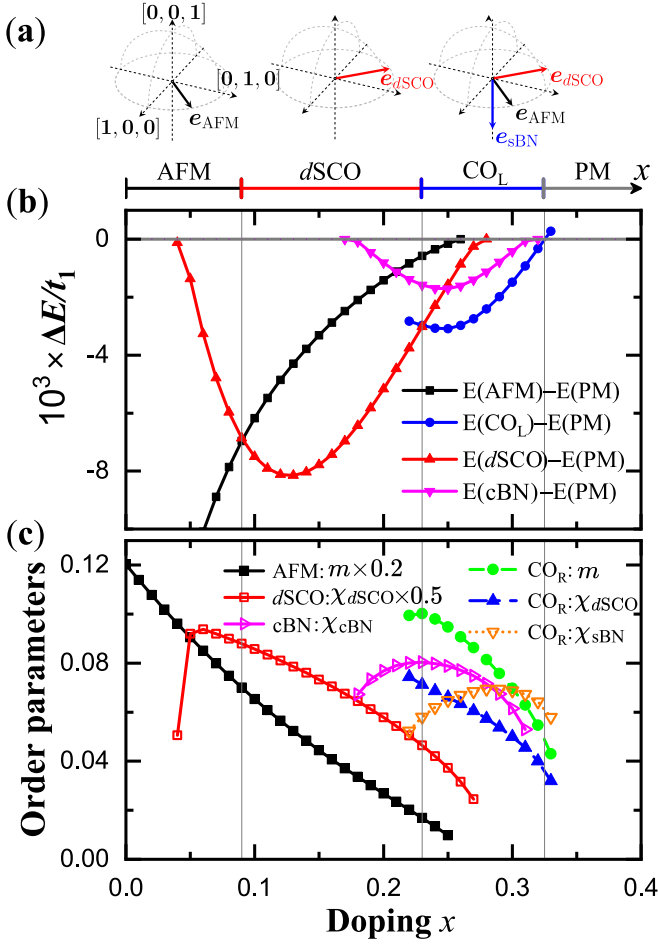 (a)
[0, 0, 1]
[0, 1, 0]
[1, 0, 0]
e_AFM
e_dSCO
e_dSCO
e_AFM
e_sBN
AFM dSCO CO_L PM x
(b)
0
-4
-8
10³ × ΔE/t₁
E(AFM)–E(PM)
E(CO_L)–E(PM)
E(dSCO)–E(PM)
E(cBN)–E(PM)
(c)
0.12
0.08
0.04
0.00
Order parameters
AFM: m×0.2
dSCO: χ_dSCO×0.5
cBN: χ_cBN
CO_R: m
CO_R: χ_dSCO
CO_R: χ_sBN
0.0 0.1 0.2 0.3 0.4
Doping x